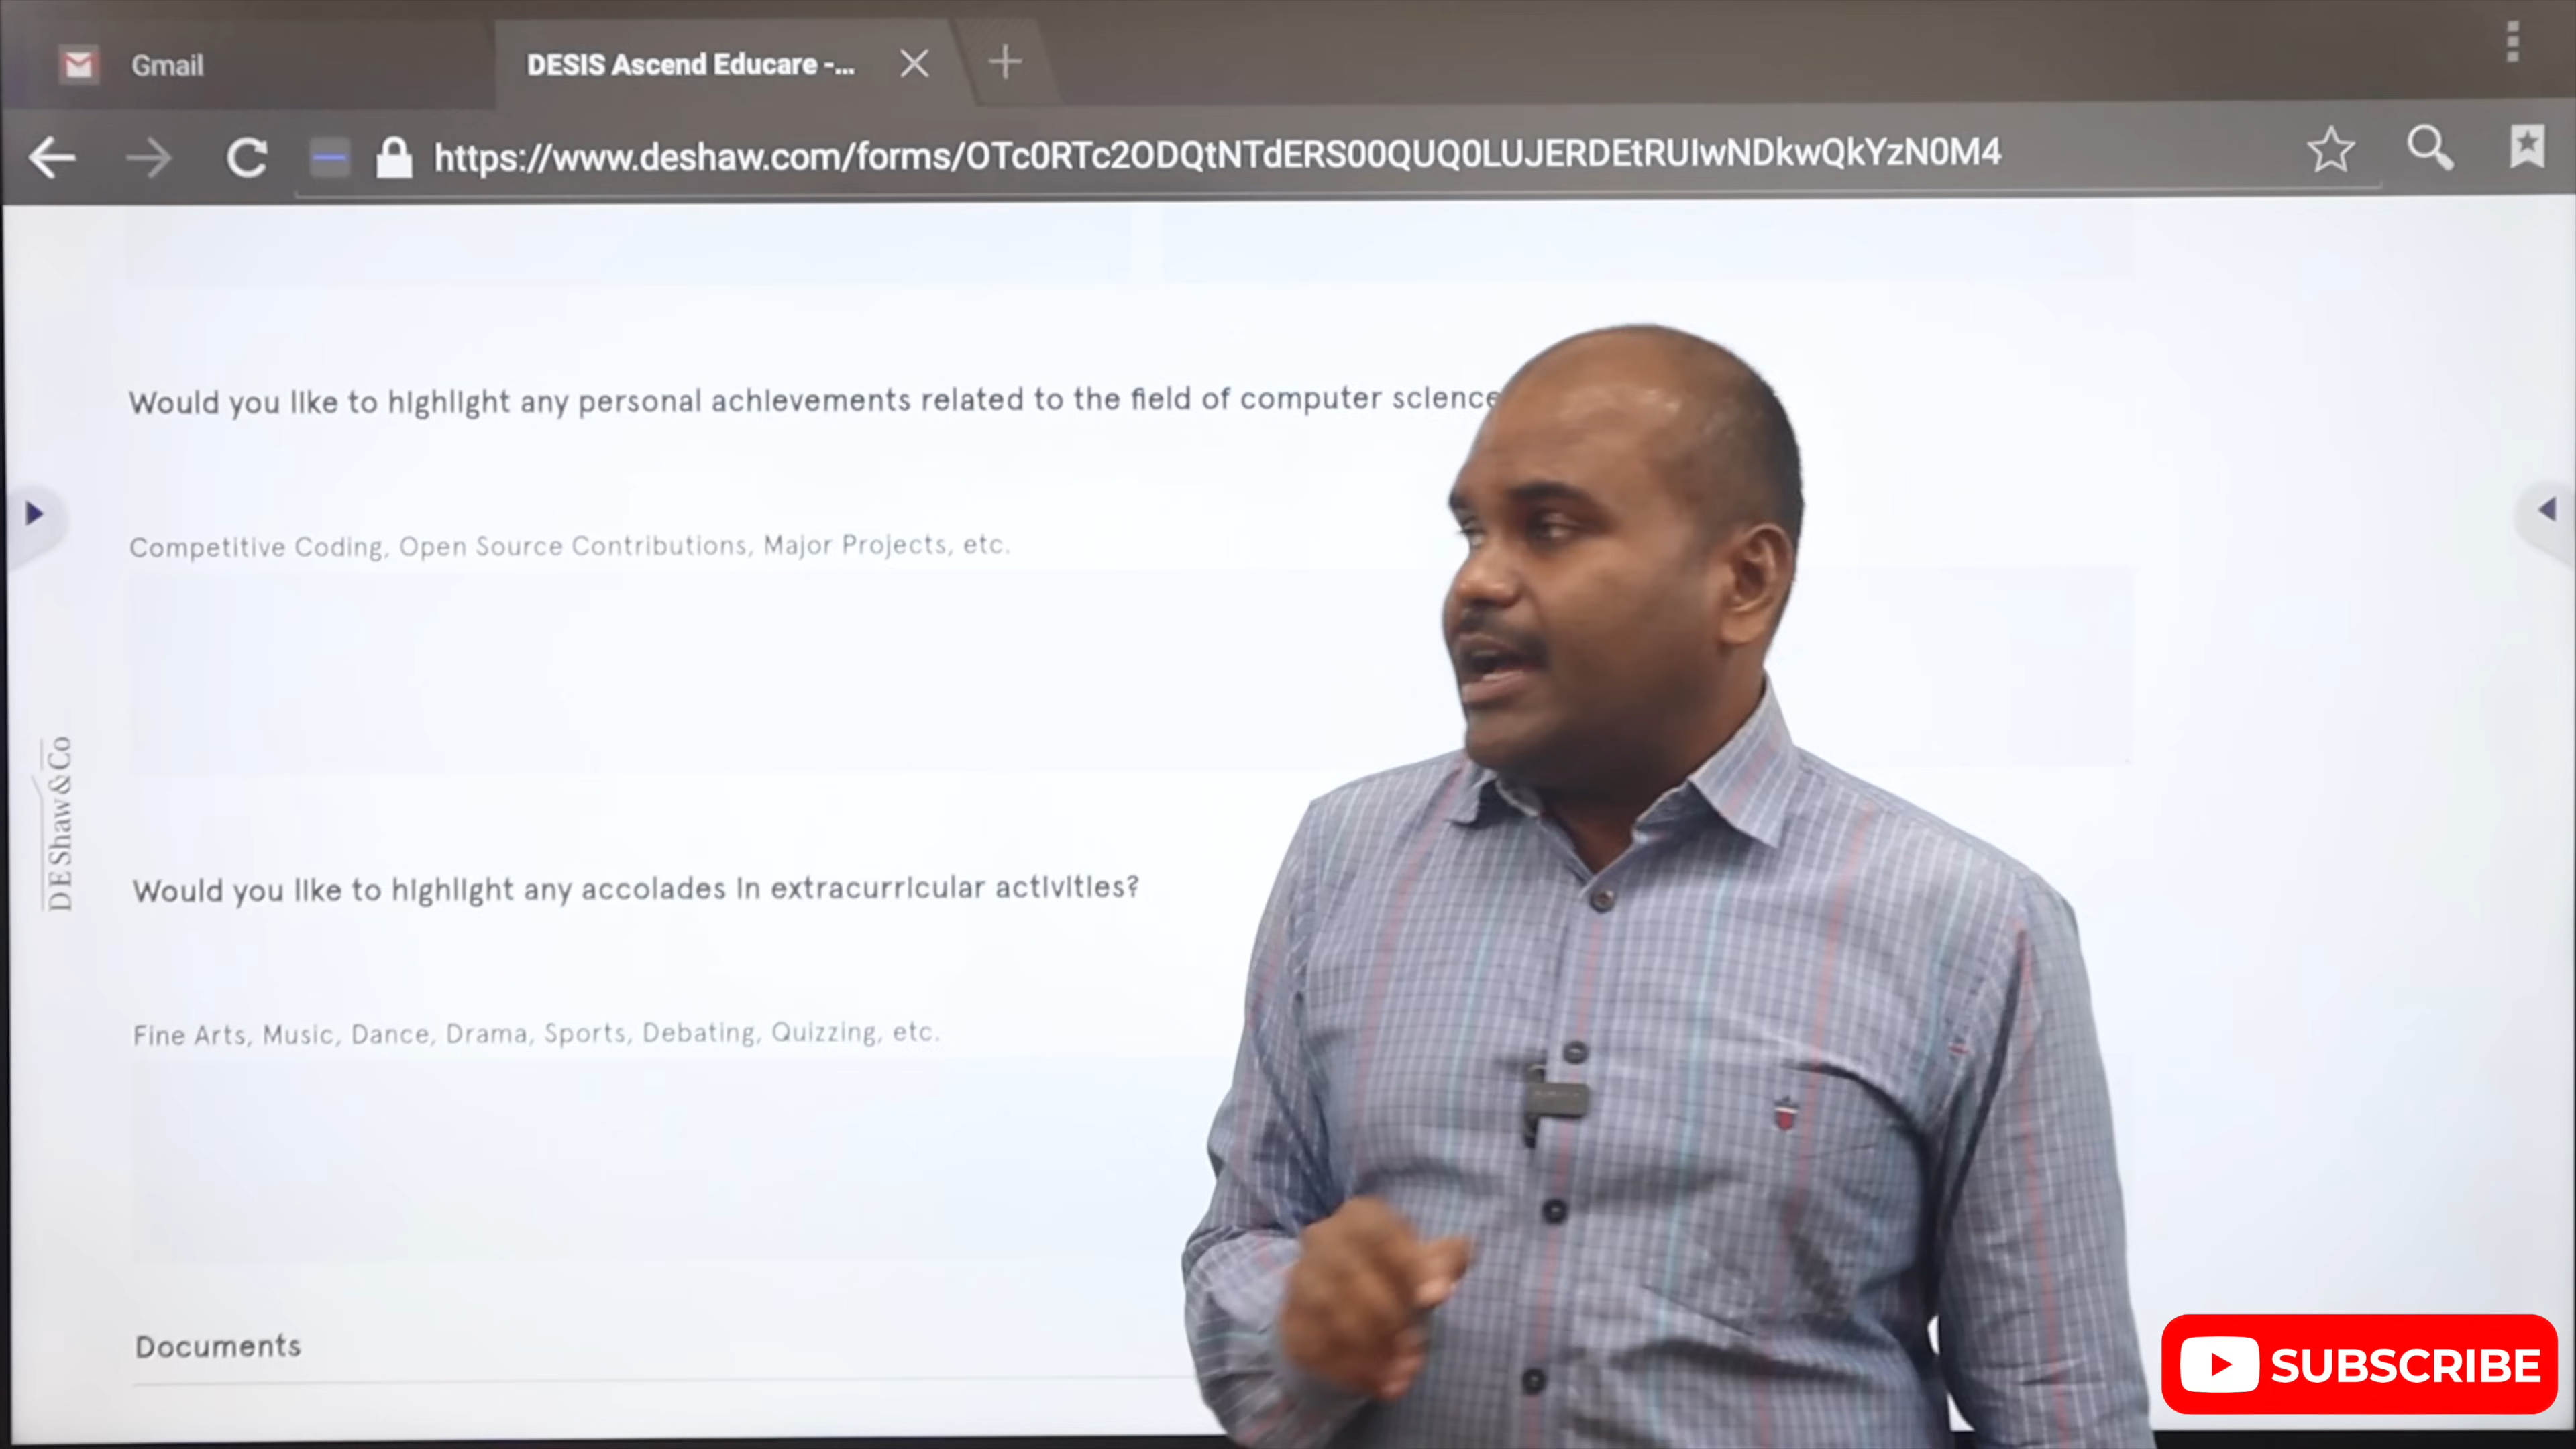 Gmail
DESIS Ascend Educare -...
https://www.deshaw.com/forms/OTc0RTc2ODQtNTdERS00QUQ0LUJERDEtRUIwNDkwQkYzN0M4
Would you like to highlight any personal achievements related to the field of computer science
Competitive Coding, Open Source Contributions, Major Projects, etc.
DE Shaw & Co
Would you like to highlight any accolades in extracurricular activities?
Fine Arts, Music, Dance, Drama, Sports, Debating, Quizzing, etc.
Documents
SUBSCRIBE